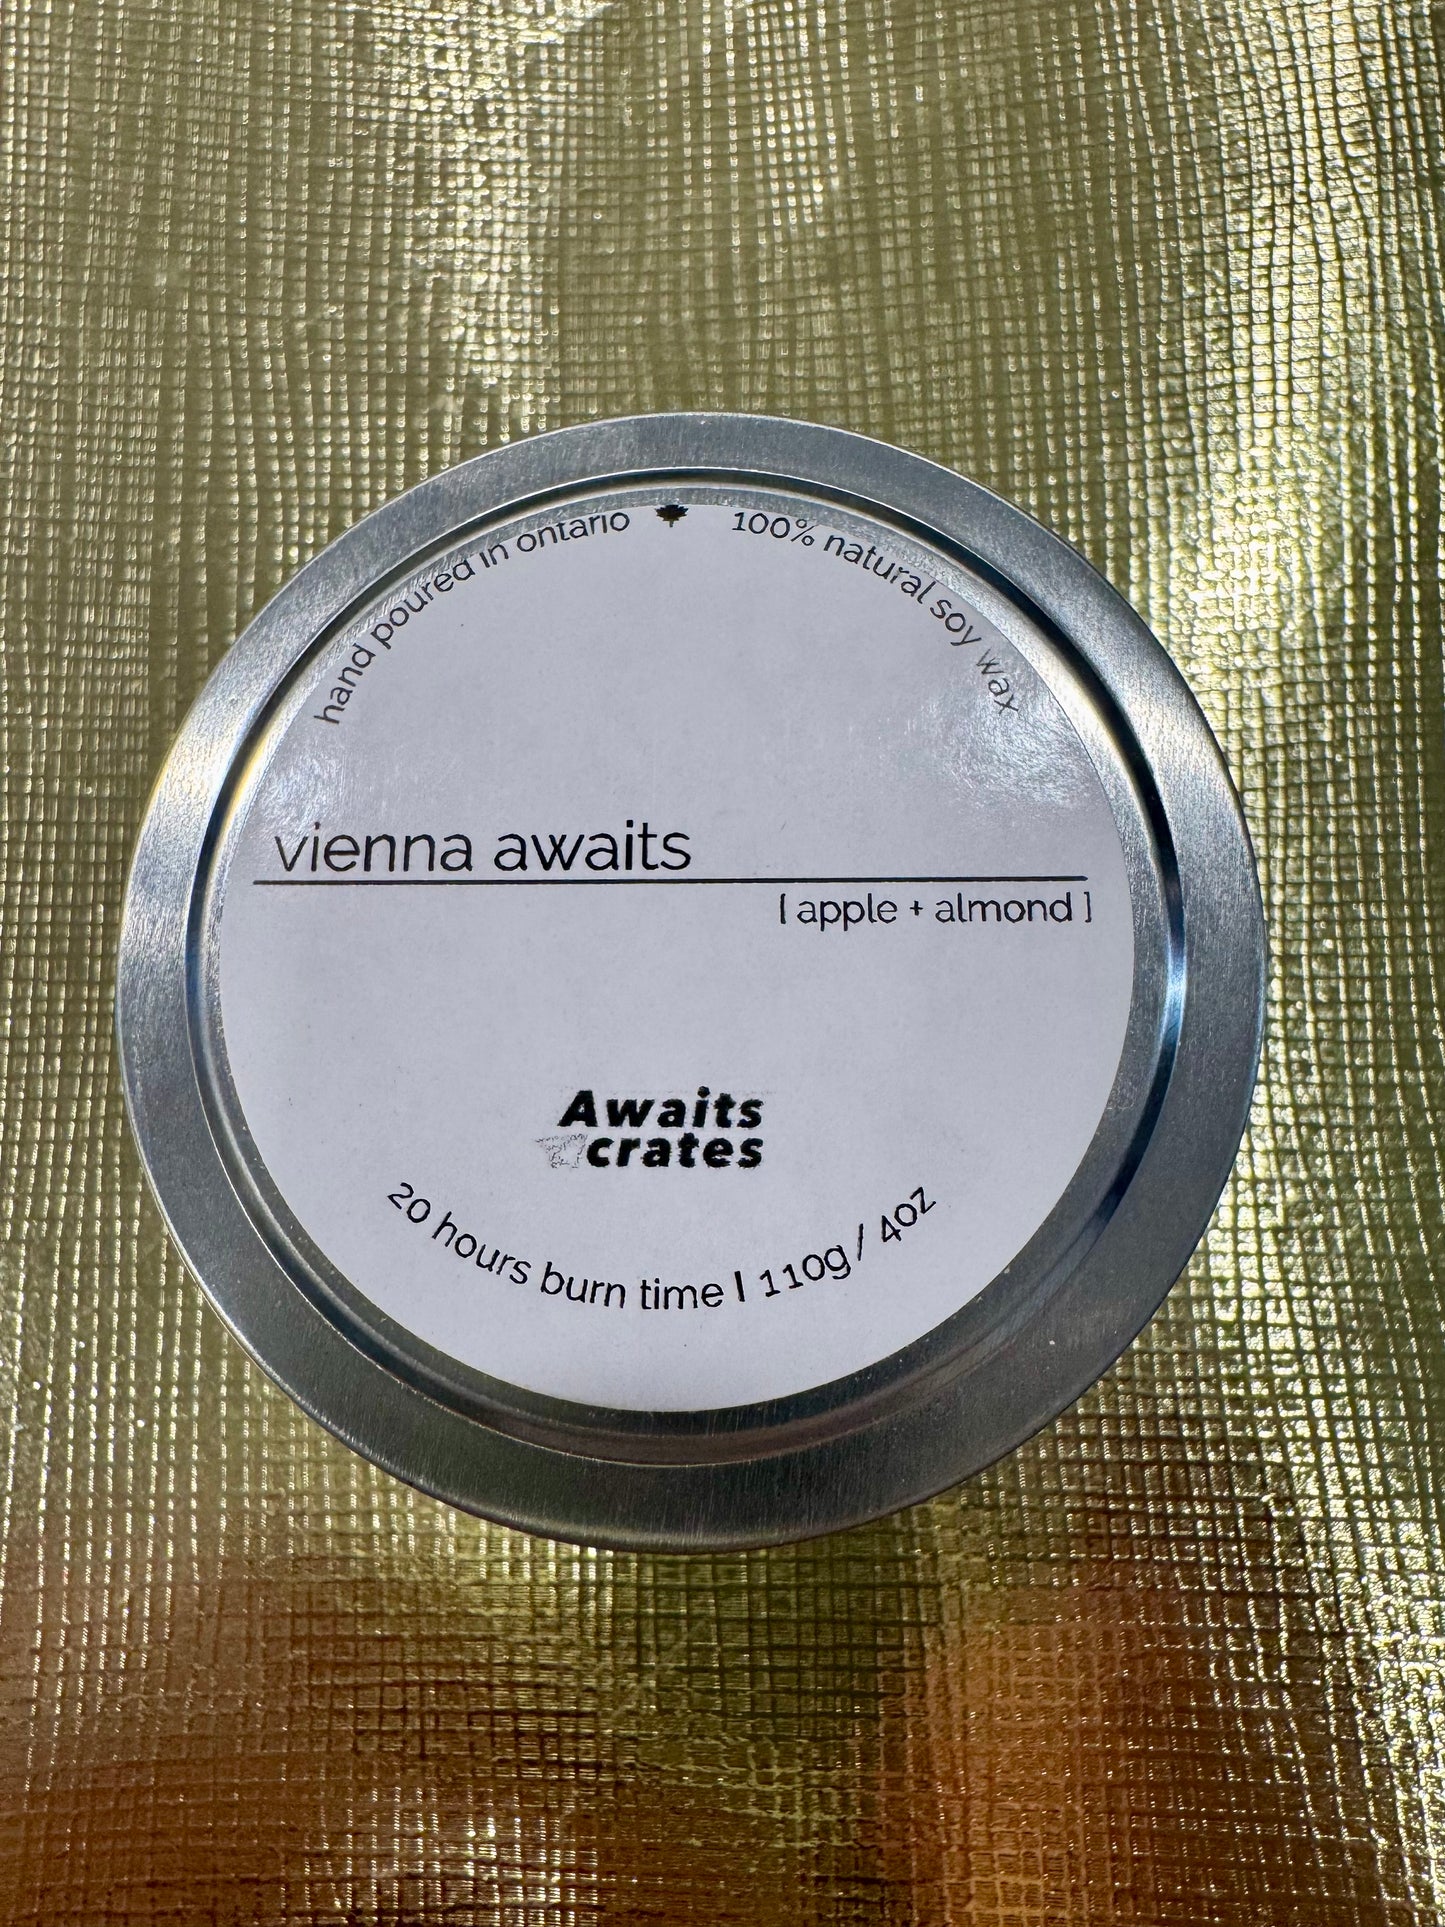 hand poured in ontario
100% natural soy wax
vienna awaits
[ apple + almond ]
Awaits
crates
20 hours burn time | 110g / 4oz